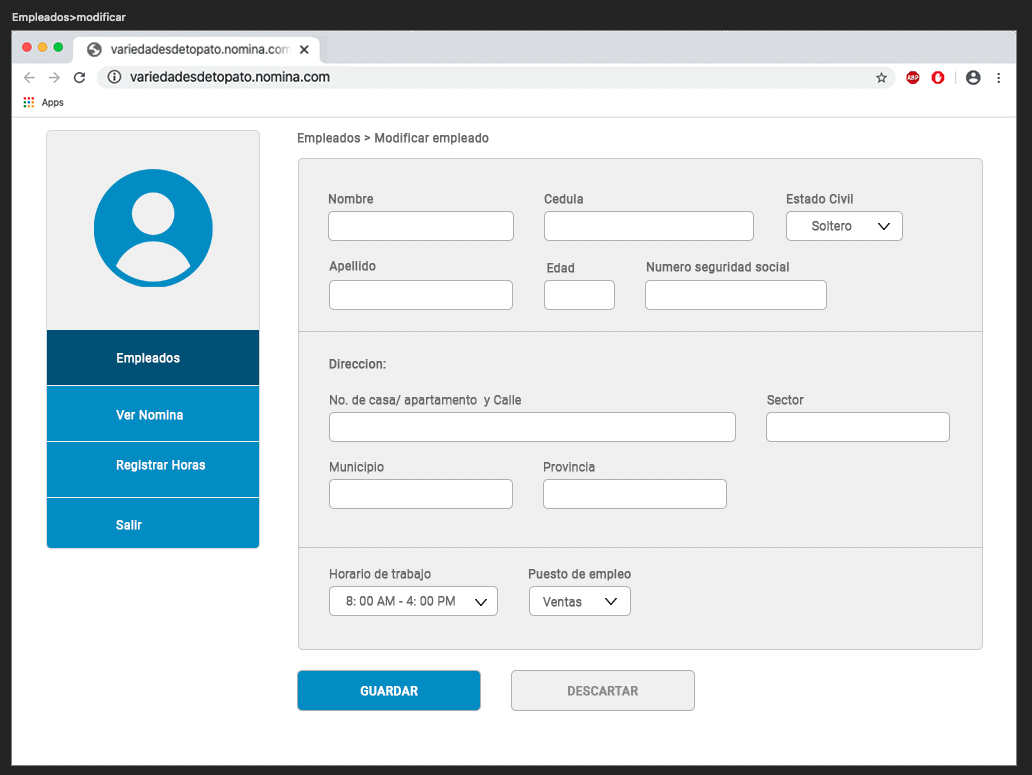 Empleados>modificar
variedadesdetopato.nomina.com
variedadesdetopato.nomina.com
ABP
Apps
Empleados > Modificar empleado
Nombre
Cedula
Estado Civil
Soltero
Apellido
Edad
Numero seguridad social
Empleados
Ver Nomina
Registrar Horas
Salir
Direccion:
No. de casa/ apartamento  y Calle
Sector
Municipio
Provincia
Horario de trabajo
Puesto de empleo
8: 00 AM - 4: 00 PM
Ventas
GUARDAR
DESCARTAR